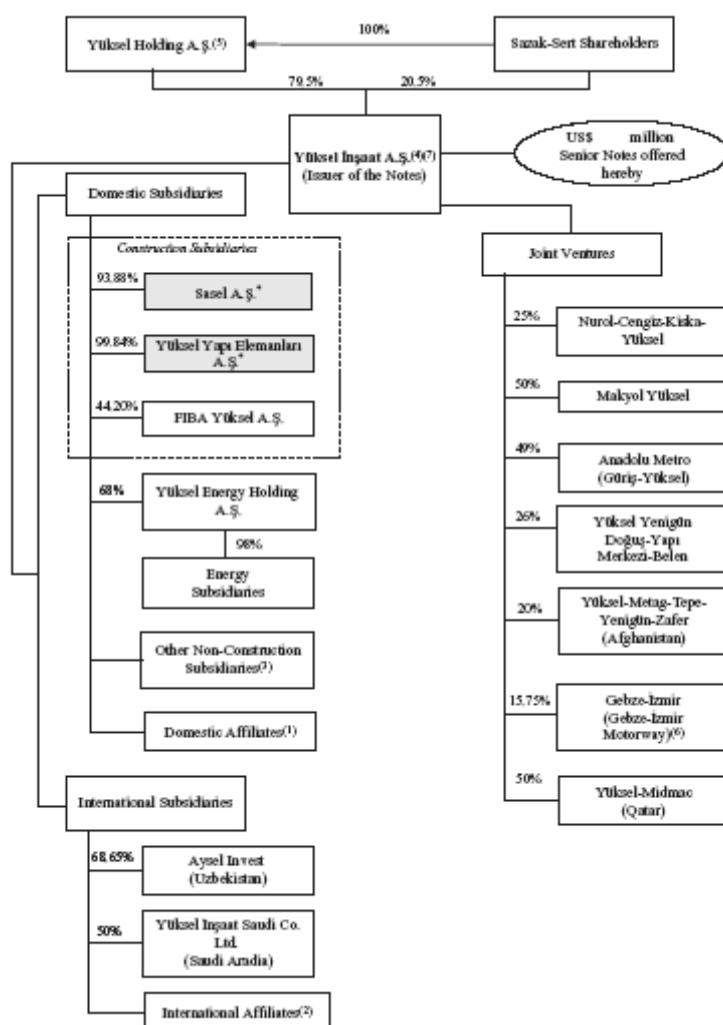 100%
Yüksel Holding A.Ş.(5)
Sazak-Sert Shareholders
79.5%
20.5%
Yüksel İnşaat A.Ş.(4)(7)
(Issuer of the Notes)
US$ million
Senior Notes offered
hereby
Domestic Subsidiaries
Construction Subsidiaries
93.88%
Sasel A.Ş.*
99.84%
Yüksel Yapı Elemanları
A.Ş.*
44.20%
FIBA Yüksel A.Ş.
68%
Yüksel Energy Holding
A.Ş.
98%
Energy
Subsidiaries
Other Non-Construction
Subsidiaries(3)
Domestic Affiliates(1)
International Subsidiaries
68,65%
Aysel Invest
(Uzbekistan)
50%
Yüksel İnşaat Saudi Co.
Ltd.
(Saudi Aradia)
International Affiliates(2)
Joint Ventures
25%
Nurol-Cengiz-Kiska-
Yüksel
50%
Makyol Yüksel
49%
Anadolu Metro
(Güriş-Yüksel)
26%
Yüksel Yenigün
Doğuş-Yapı
Merkezi-Belen
20%
Yüksel-Metag-Tepe-
Yenigün-Zafer
(Afghanistan)
15,75%
Gebze-İzmir
(Gebze-İzmir
Motorway)(6)
50%
Yüksel-Midmac
(Qatar)